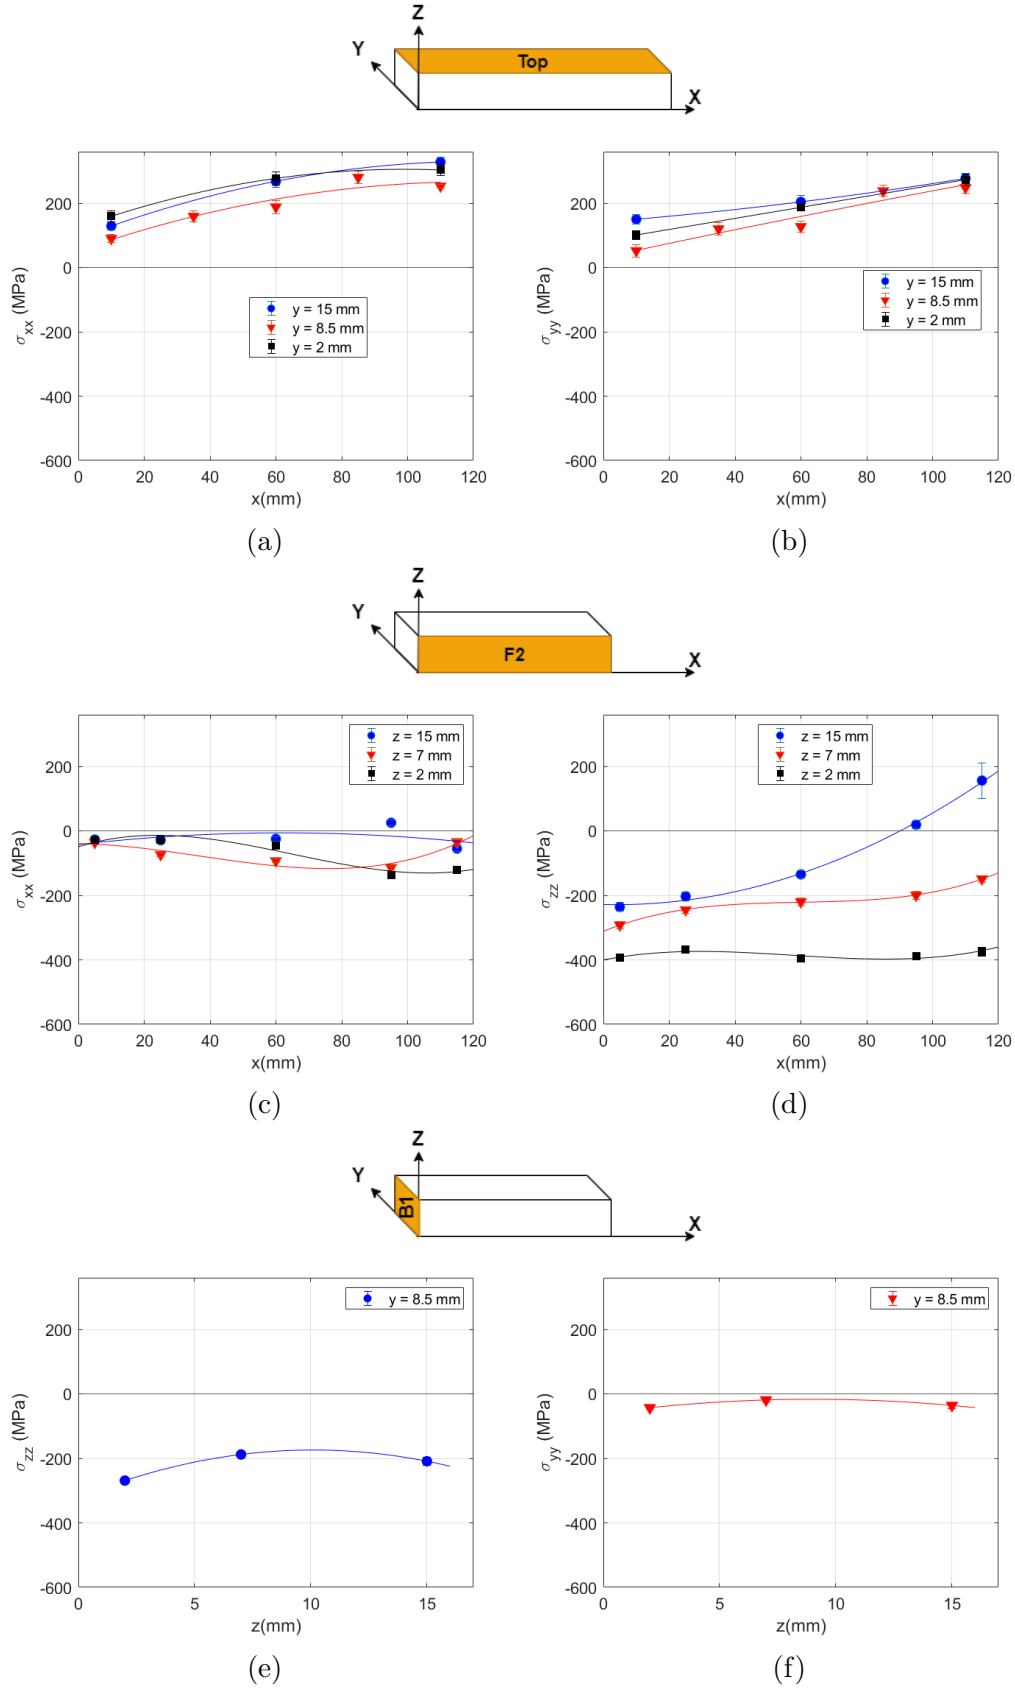 Z
Y
Top
X
200
0
-200
-400
-600
σxx (MPa)
y = 15 mm
y = 8.5 mm
y = 2 mm
0 20 40 60 80 100 120
x(mm)
(a)
200
0
-200
-400
-600
σyy (MPa)
y = 15 mm
y = 8.5 mm
y = 2 mm
0 20 40 60 80 100 120
x(mm)
(b)
Z
Y
F2
X
200
0
-200
-400
-600
σxx (MPa)
z = 15 mm
z = 7 mm
z = 2 mm
0 20 40 60 80 100 120
x(mm)
(c)
200
0
-200
-400
-600
σzz (MPa)
z = 15 mm
z = 7 mm
z = 2 mm
0 20 40 60 80 100 120
x(mm)
(d)
Z
Y
B1
X
200
0
-200
-400
-600
σzz (MPa)
y = 8.5 mm
0 5 10 15
z(mm)
(e)
200
0
-200
-400
-600
σyy (MPa)
y = 8.5 mm
0 5 10 15
z(mm)
(f)